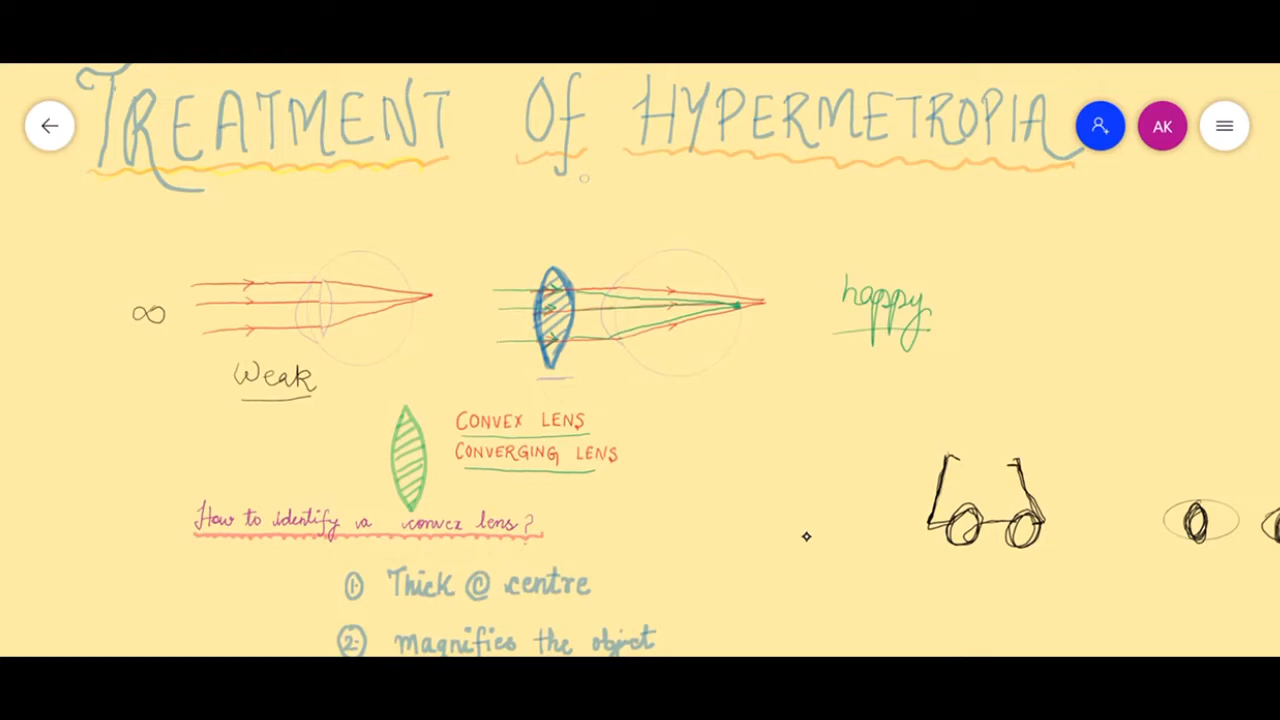 TREATMENT Of HYPERMETROPIA
AK
∞
happy
Weak
CONVEX LENS
CONVERGING LENS
How to identify a convex lens?
1. Thick @ centre
2. magnifies the object